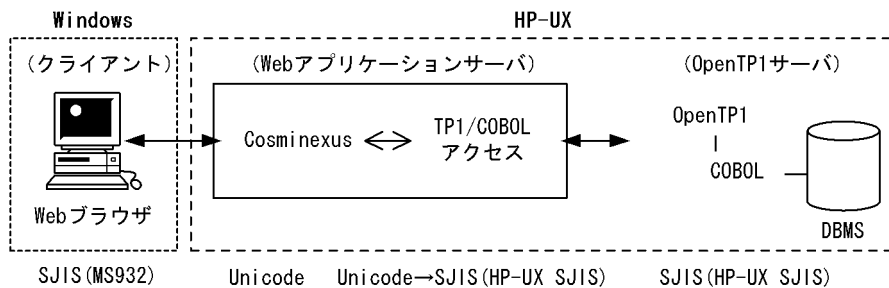 Windows
HP-UX
(クライアント)
(Webアプリケーションサーバ)
(OpenTP1サーバ)
Cosminexus
TP1/COBOL
アクセス
OpenTP1
COBOL
Webブラウザ
DBMS
SJIS(MS932)
Unicode
Unicode→SJIS(HP-UX SJIS)
SJIS(HP-UX SJIS)